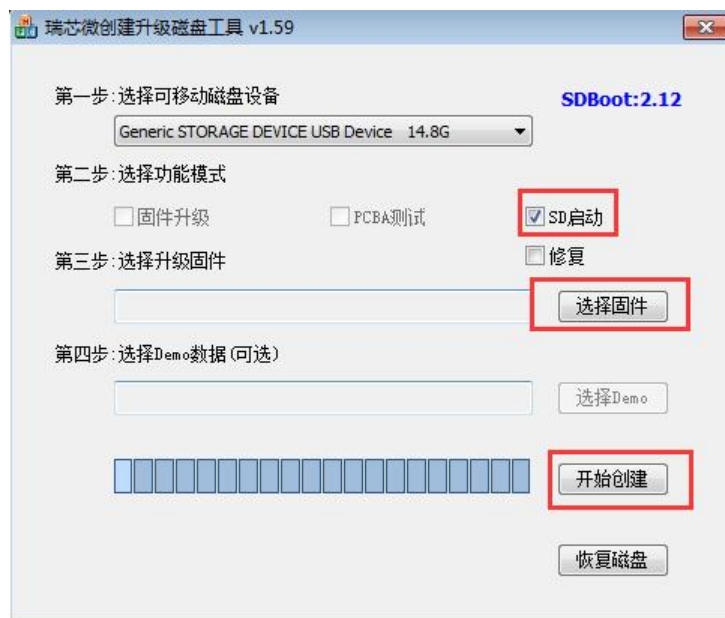 瑞芯微创建升级磁盘工具 v1.59
第一步:选择可移动磁盘设备
SDBoot:2.12
Generic STORAGE DEVICE USB Device 14.8G
第二步:选择功能模式
固件升级 PCBA测试 SD启动
第三步:选择升级固件 修复
选择固件
第四步:选择Demo数据(可选)
选择Demo
开始创建
恢复磁盘